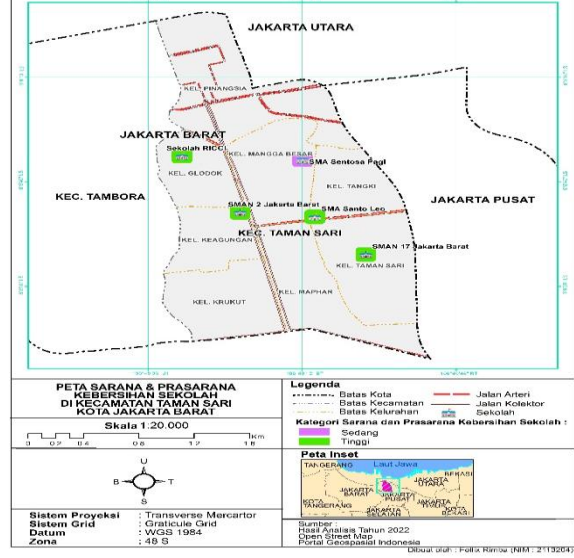 JAKARTA UTARA
KEL. PINANGSIA
JAKARTA BARAT
Sekolah RICCI
KEL. MANGGA BESAR
SMA Sentosa Pagi
KEL. GLODOK
KEC. TAMBORA
KEL. TANGKI
JAKARTA PUSAT
SMAN 2 Jakarta Barat
SMA Santo Leo
KEC. TAMAN SARI
KEL. KEAGUNGAN
SMAN 17 Jakarta Barat
KEL. TAMAN SARI
KEL. MAPHAR
KEL. KRUKUT
PETA SARANA & PRASARANA
KEBERSIHAN SEKOLAH
DI KECAMATAN TAMAN SARI
KOTA JAKARTA BARAT
Skala 1:20.000
0 0.2 0.4 0.8 1.2 1.6 Km
U
B T
S
Sistem Proyeksi : Transverse Mercartor
Sistem Grid : Graticule Grid
Datum : WGS 1984
Zona : 48 S
Legenda
Batas Kota
Jalan Arteri
Batas Kecamatan
Jalan Kolektor
Batas Kelurahan
Sekolah
Kategori Sarana dan Prasarana Kebersihan Sekolah :
Sedang
Tinggi
Peta Inset
TANGERANG
Laut Jawa
BEKASI
JAKARTA UTARA
JAKARTA BARAT
JAKARTA PUSAT
KOTA TANGERANG
JAKARTA TIMUR
KOTA BEKASI
JAKARTA SELATAN
Sumber :
Hasil Analisis Tahun 2022
Open Street Map
Portal Geospasial Indonesia
Dibuat oleh : Felix Rimba (NIM : 2113204)